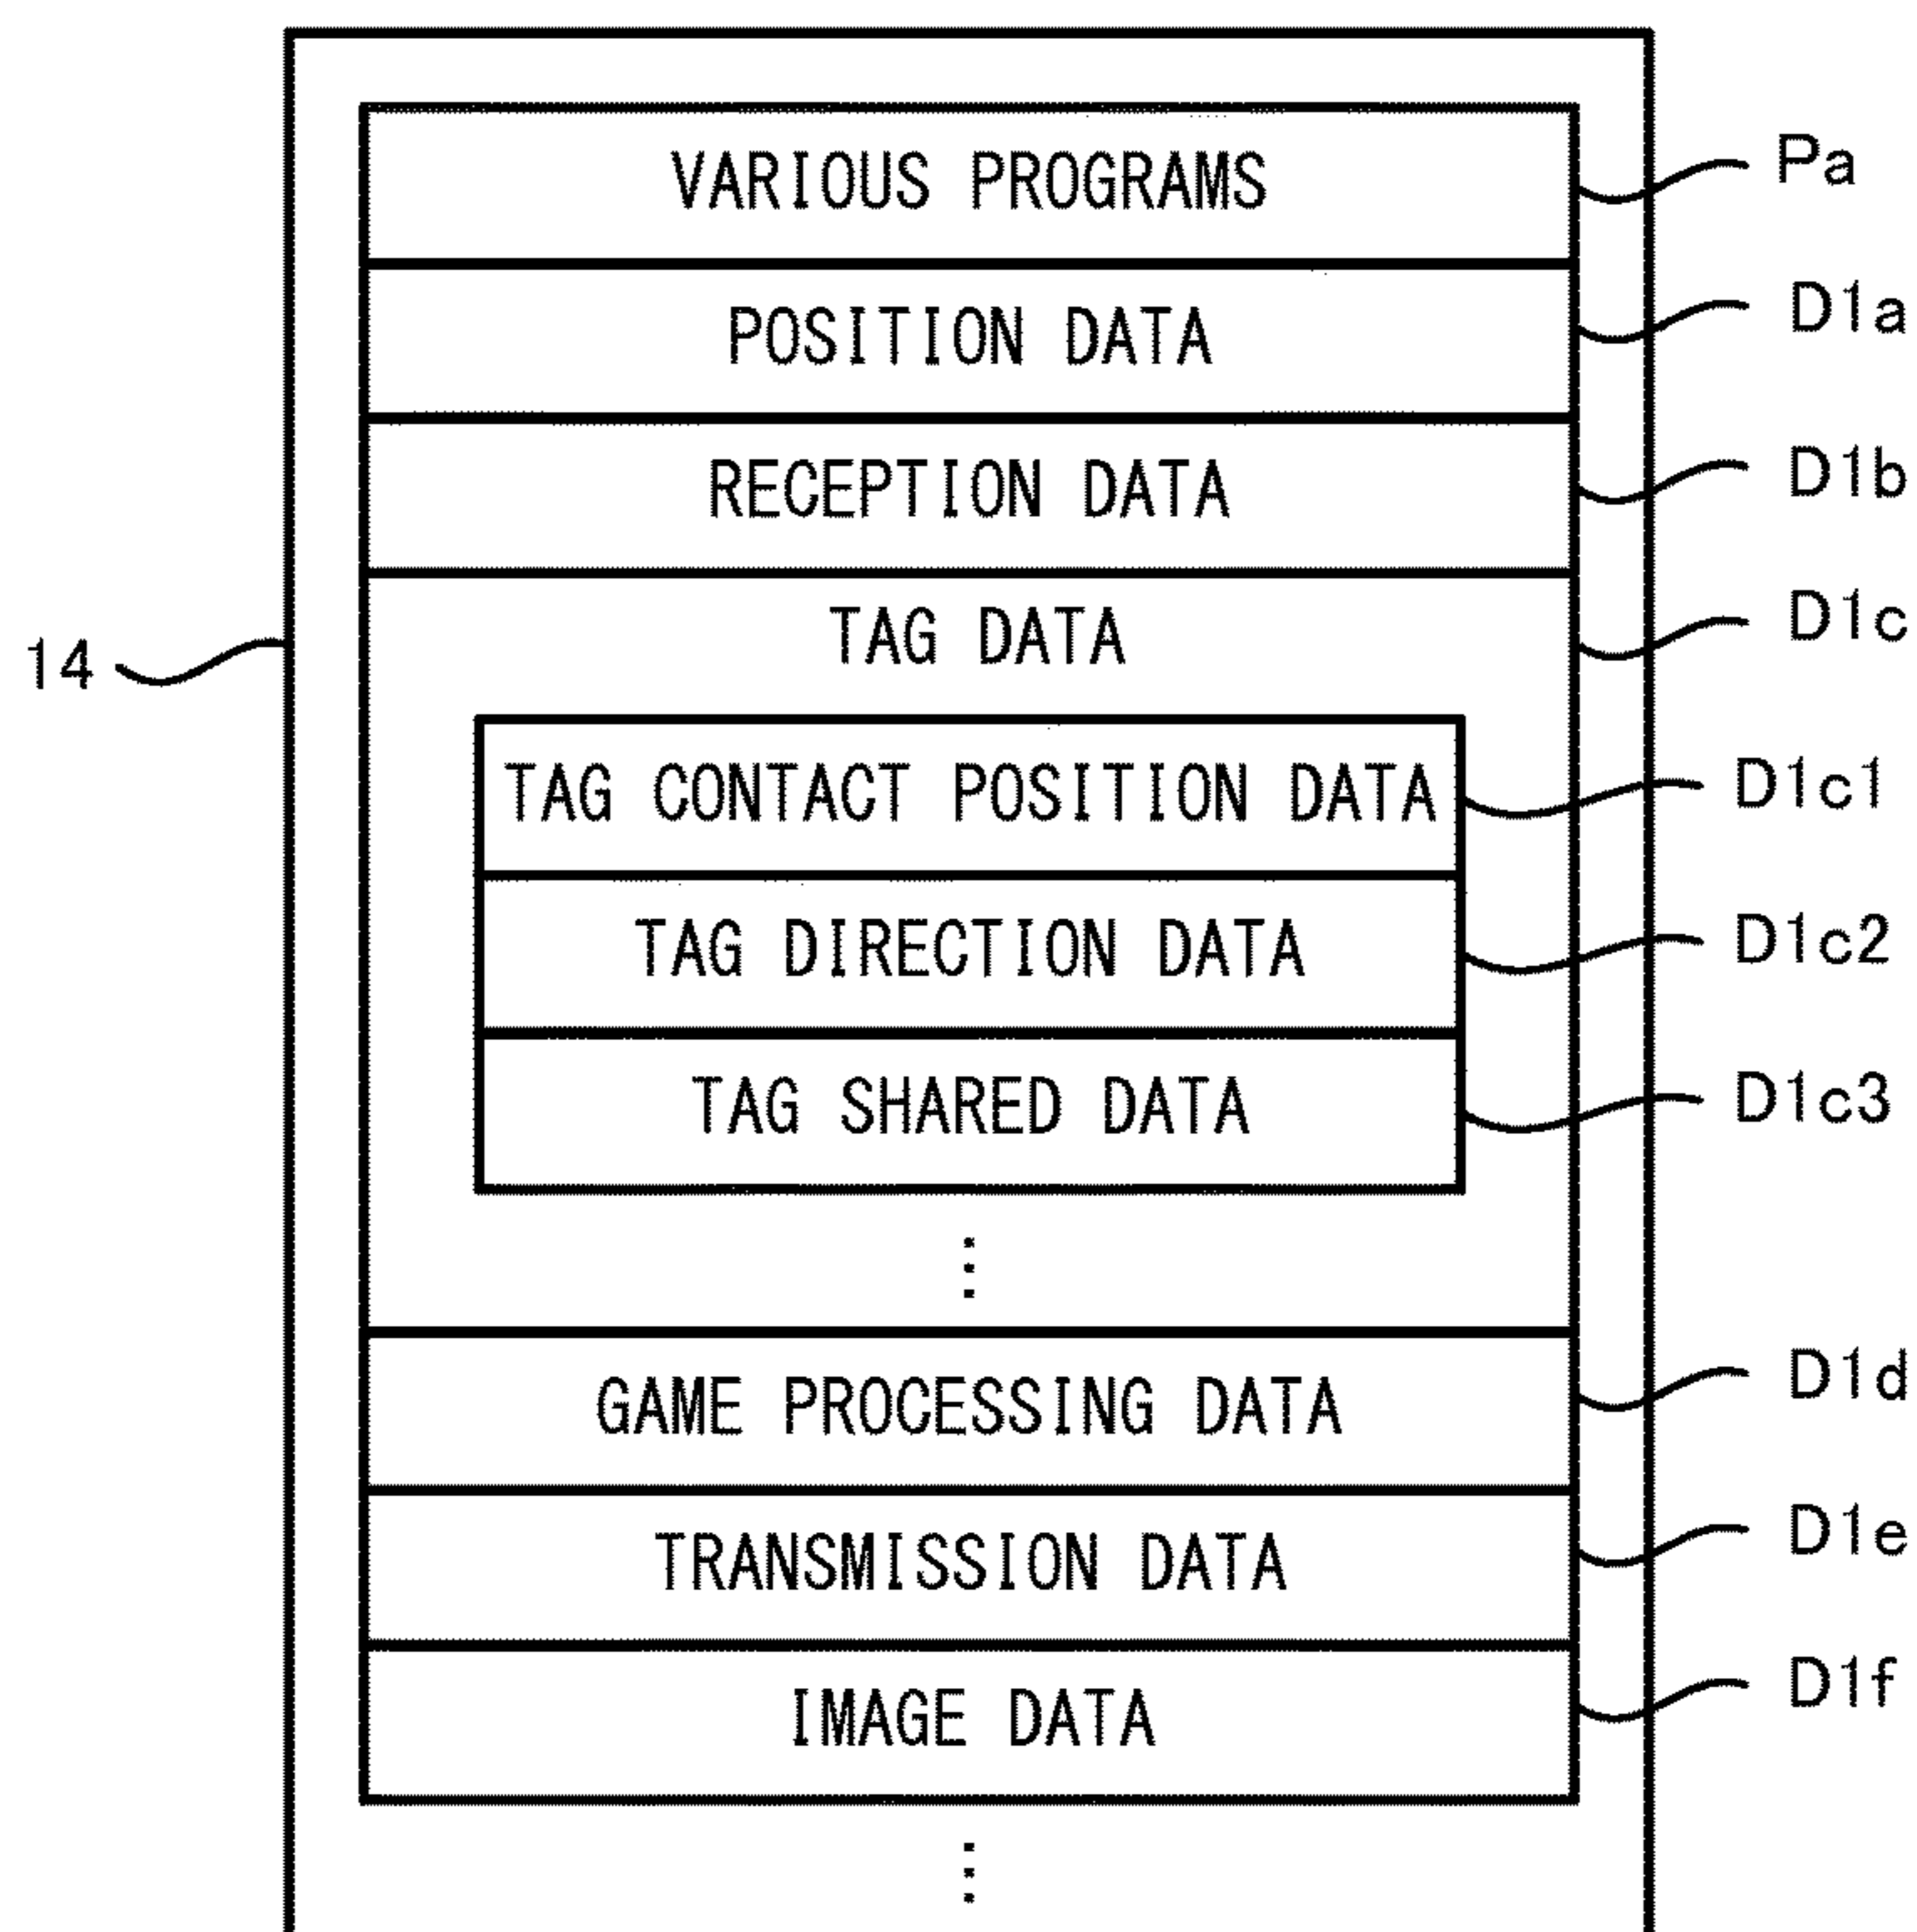 VARIOUS PROGRAMS Pa
POSITION DATA D1a
RECEPTION DATA D1b
TAG DATA D1c
14
TAG CONTACT POSITION DATA D1c1
TAG DIRECTION DATA D1c2
TAG SHARED DATA D1c3
⋮
GAME PROCESSING DATA D1d
TRANSMISSION DATA D1e
IMAGE DATA D1f
⋮